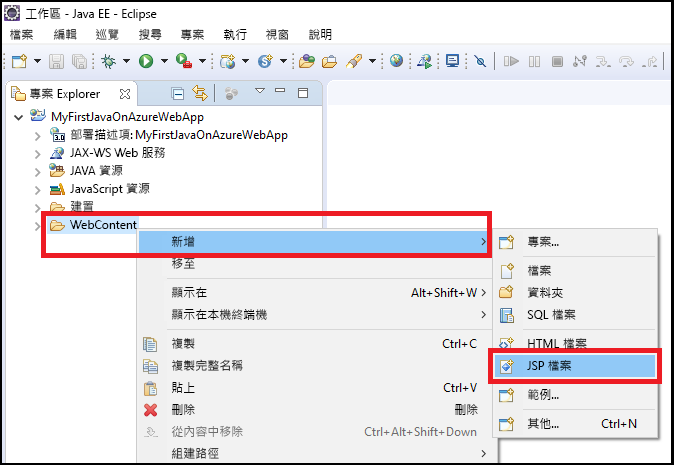 工作區 - Java EE - Eclipse
檔案 編輯 巡覽 搜尋 專案 執行 視窗 說明
專案 Explorer
MyFirstJavaOnAzureWebApp
3.0 部署描述項: MyFirstJavaOnAzureWebApp
JAX-WS Web 服務
JAVA 資源
JavaScript 資源
建置
WebContent
新增
移至
顯示在 Alt+Shift+W
顯示在本機終端機
複製 Ctrl+C
複製完整名稱
貼上 Ctrl+V
刪除 刪除
從內容中移除 Ctrl+Alt+Shift+Down
組建路徑
專案...
檔案
資料夾
SQL 檔案
HTML 檔案
JSP 檔案
範例...
其他... Ctrl+N